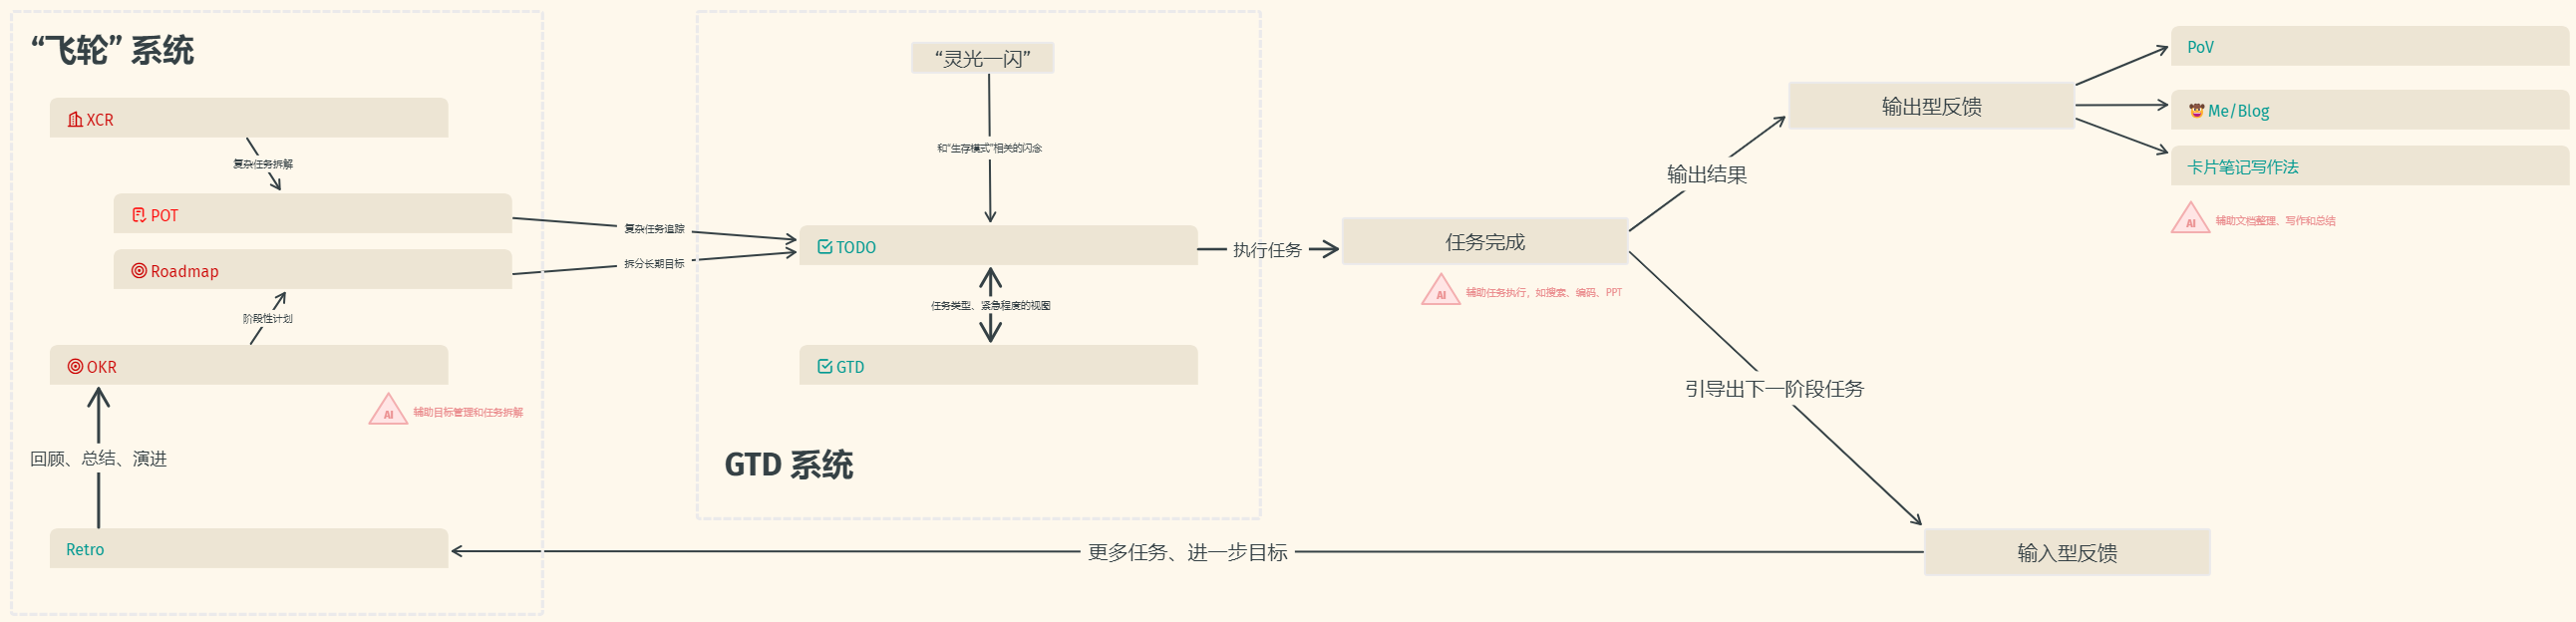 “飞轮” 系统
XCR
复杂任务拆解
POT
Roadmap
阶段性计划
OKR
AI
辅助目标管理和任务拆解
回顾、总结、演进
Retro
复杂任务追踪
拆分长期目标
“灵光一闪”
和“生存模式”相关的闪念
TODO
任务类型、紧急程度的视图
GTD
GTD 系统
执行任务
任务完成
AI
辅助任务执行，如搜索、编码、PPT
输出结果
输出型反馈
PoV
Me/Blog
卡片笔记写作法
AI
辅助文档整理、写作和总结
引导出下一阶段任务
输入型反馈
更多任务、进一步目标